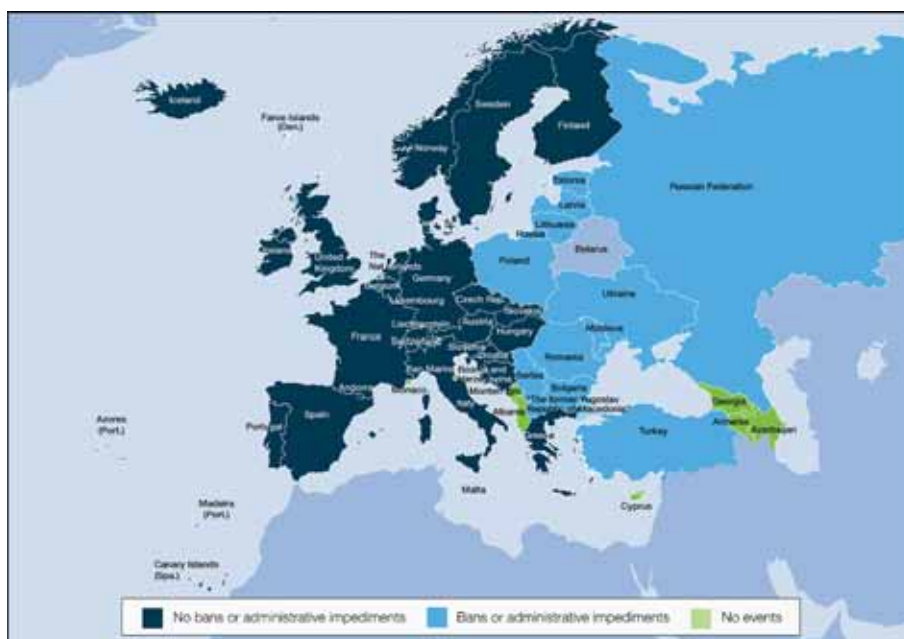 Iceland
Faroe Islands
(Den.)
Sweden
Norway
Finland
Estonia
Latvia
Lithuania
Russia
Russian Federation
Belarus
Ireland
United
Kingdom
The
Netherlands
Belgium
Germany
Poland
Luxembourg
Czech Rep.
Slovakia
Ukraine
France
Liechtenstein
Austria
Switzerland
Hungary
Moldova
Slovenia
Croatia
Romania
San Marino
Bosnia and
Herzegovina
Serbia
Andorra
Monaco
Montenegro
Bulgaria
Italy
"The former Yugoslav
Republic of Macedonia"
Albania
Georgia
Armenia
Azerbaijan
Azores
(Port.)
Portugal
Spain
Greece
Turkey
Malta
Cyprus
Madeira
(Port.)
Canary Islands
(Spa.)
No bans or administrative impediments
Bans or administrative impediments
No events